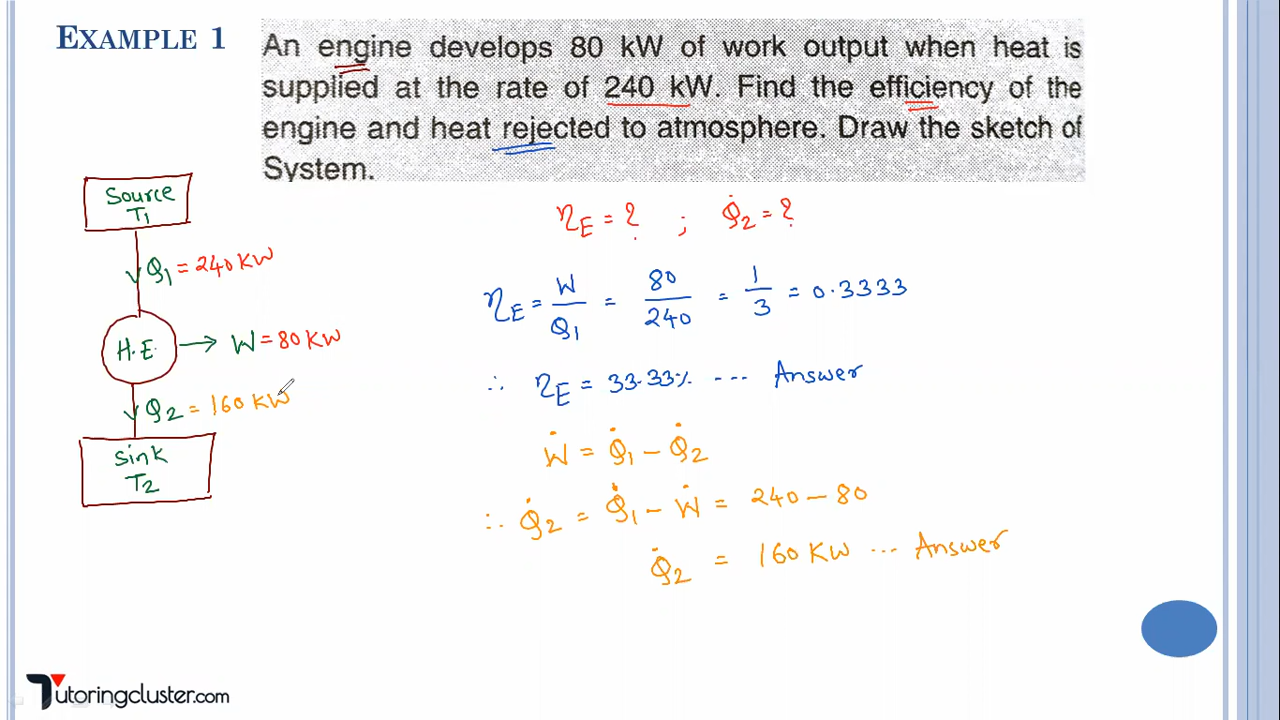 EXAMPLE 1
An engine develops 80 kW of work output when heat is
supplied at the rate of 240 kW. Find the efficiency of the
engine and heat rejected to atmosphere. Draw the sketch of
System.
Source
T1
Q1 = 240 KW
H.E.
→ W = 80 KW
Q2 = 160 KW
Sink
T2
ηE = ? ; Q̇2 = ?
ηE = W/Q1 = 80/240 = 1/3 = 0.3333
∴ ηE = 33.33% ... Answer
Ẇ = Q̇1 − Q̇2
∴ Q̇2 = Q̇1 − Ẇ = 240 − 80
Q̇2 = 160 KW ... Answer
Tutoringcluster.com